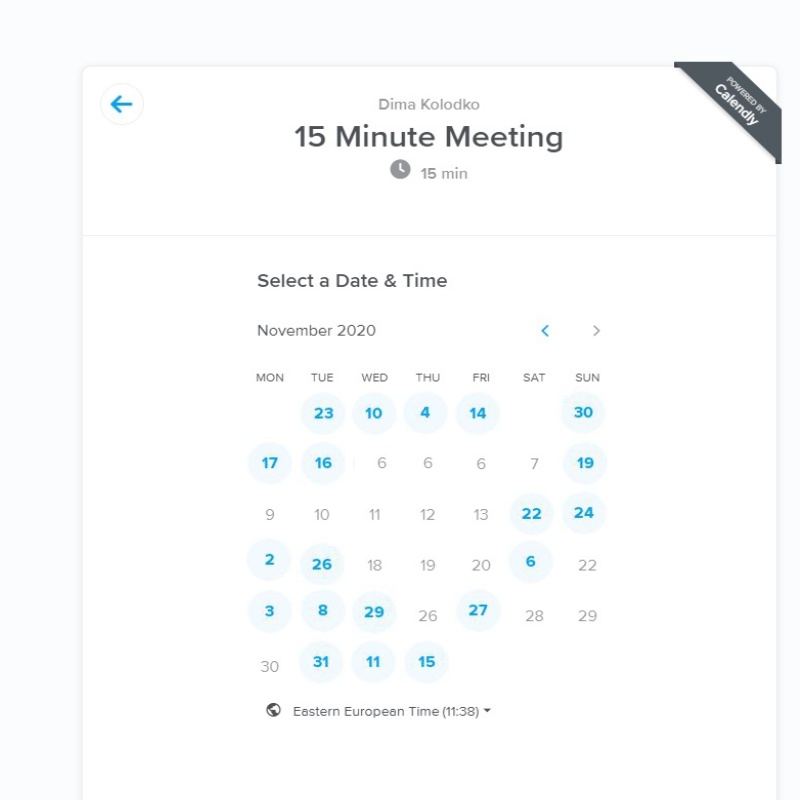 Dima Kolodko
15 Minute Meeting
15 min
POWERED BY
Calendly
Select a Date & Time
November 2020
MON TUE WED THU FRI SAT SUN
23 10 4 14 30
17 16 6 6 6 7 19
9 10 11 12 13 22 24
2 26 18 19 20 6 22
3 8 29 26 27 28 29
30 31 11 15
Eastern European Time (11:38)